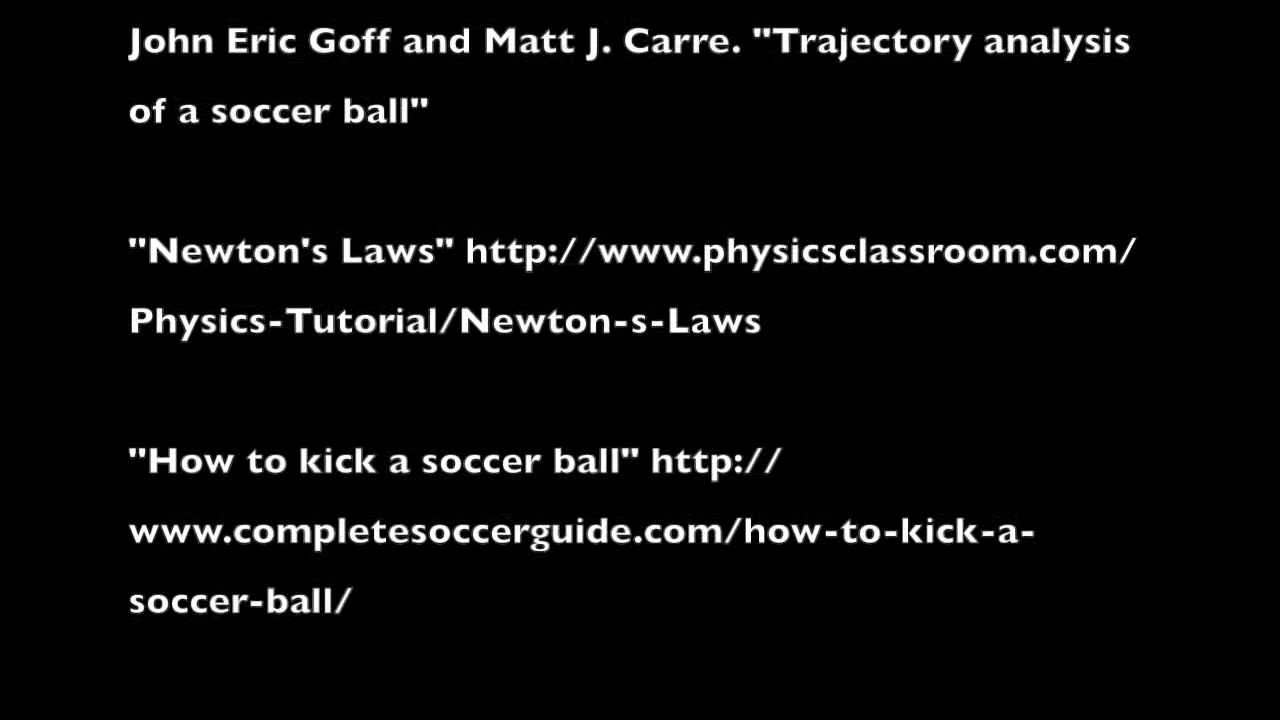 John Eric Goff and Matt J. Carre. "Trajectory analysis
of a soccer ball"
"Newton's Laws" http://www.physicsclassroom.com/
Physics-Tutorial/Newton-s-Laws
"How to kick a soccer ball" http://
www.completesoccerguide.com/how-to-kick-a-
soccer-ball/